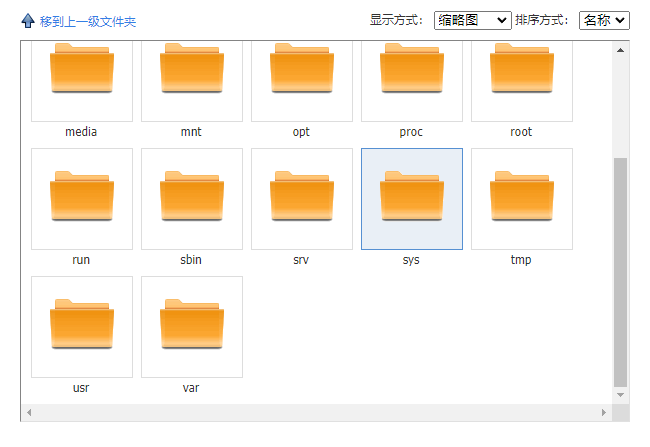 移到上一级文件夹 显示方式： 缩略图 排序方式： 名称
media mnt opt proc root
run sbin srv sys tmp
usr var